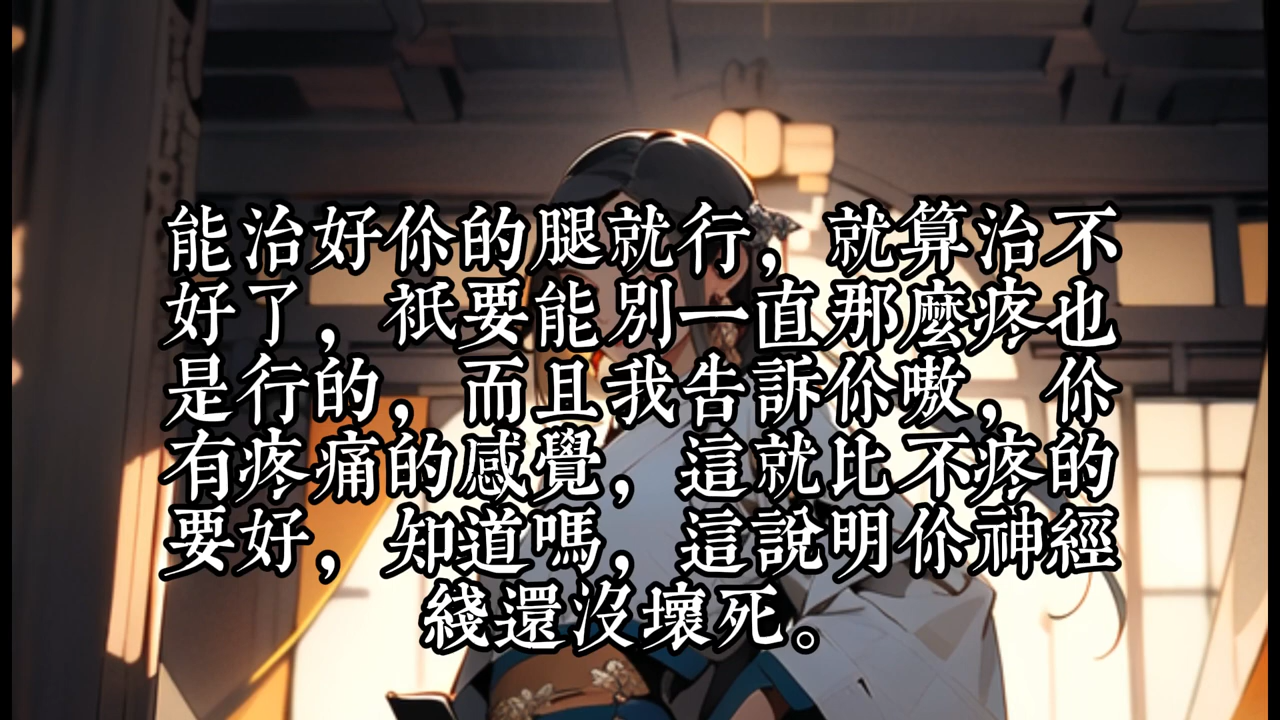 能治好你的腿就行，就算治不
好了，衹要能別一直那麼疼也
是行的，而且我告訴你嗷，你
有疼痛的感覺，這就比不疼的
要好，知道嗎，這說明你神經
綫還沒壞死。